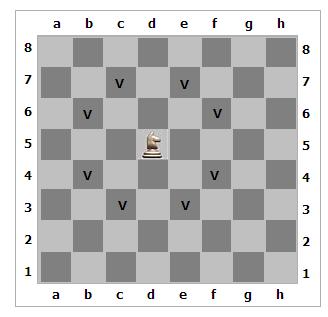 a b c d e f g h
8 8
7 V V 7
6 V V 6
5 5
4 V V 4
3 V V 3
2 2
1 1
a b c d e f g h